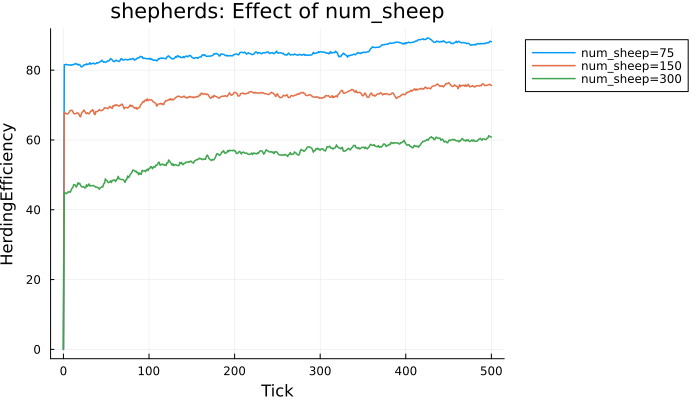 shepherds: Effect of num_sheep
HerdingEfficiency
80
60
40
20
0
0 100 200 300 400 500
Tick
num_sheep=75
num_sheep=150
num_sheep=300